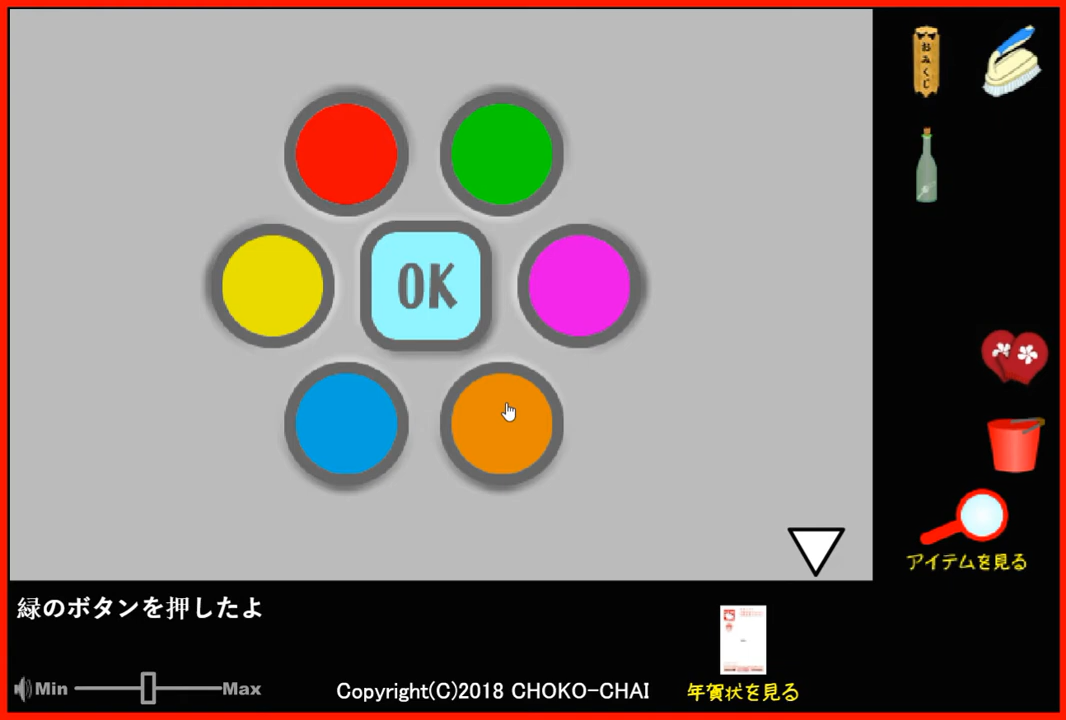 おみくじ
OK
アイテムを見る
緑のボタンを押したよ
Min
Max
Copyright(C)2018 CHOKO-CHAI
年賀状を見る